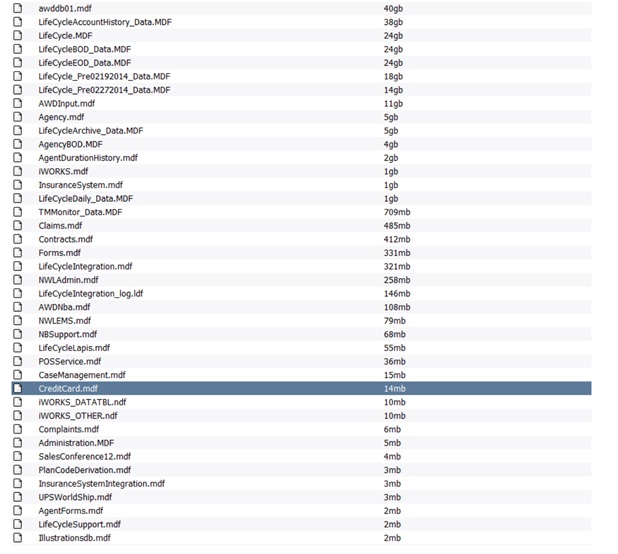 awddb01.mdf 40gb
LifeCycleAccountHistory_Data.MDF 38gb
LifeCycle.MDF 24gb
LifeCycleBOD_Data.MDF 24gb
LifeCycleEOD_Data.MDF 24gb
LifeCycle_Pre02192014_Data.MDF 18gb
LifeCycle_Pre02272014_Data.MDF 14gb
AWDInput.mdf 11gb
Agency.mdf 5gb
LifeCycleArchive_Data.MDF 5gb
AgencyBOD.MDF 4gb
AgentDurationHistory.mdf 2gb
iWORKS.mdf 1gb
InsuranceSystem.mdf 1gb
LifeCycleDaily_Data.MDF 1gb
TMMonitor_Data.MDF 709mb
Claims.mdf 485mb
Contracts.mdf 412mb
Forms.mdf 331mb
LifeCycleIntegration.mdf 321mb
NWLAdmin.mdf 258mb
LifeCycleIntegration_log.ldf 146mb
AWDNba.mdf 108mb
NWLEMS.mdf 79mb
NBSupport.mdf 68mb
LifeCycleLapis.mdf 55mb
POSService.mdf 36mb
CaseManagement.mdf 15mb
CreditCard.mdf 14mb
iWORKS_DATATBL.ndf 10mb
iWORKS_OTHER.ndf 10mb
Complaints.mdf 6mb
Administration.MDF 5mb
SalesConference12.mdf 4mb
PlanCodeDerivation.mdf 3mb
InsuranceSystemIntegration.mdf 3mb
UPSWorldShip.mdf 3mb
AgentForms.mdf 2mb
LifeCycleSupport.mdf 2mb
Illustrationsdb.mdf 2mb